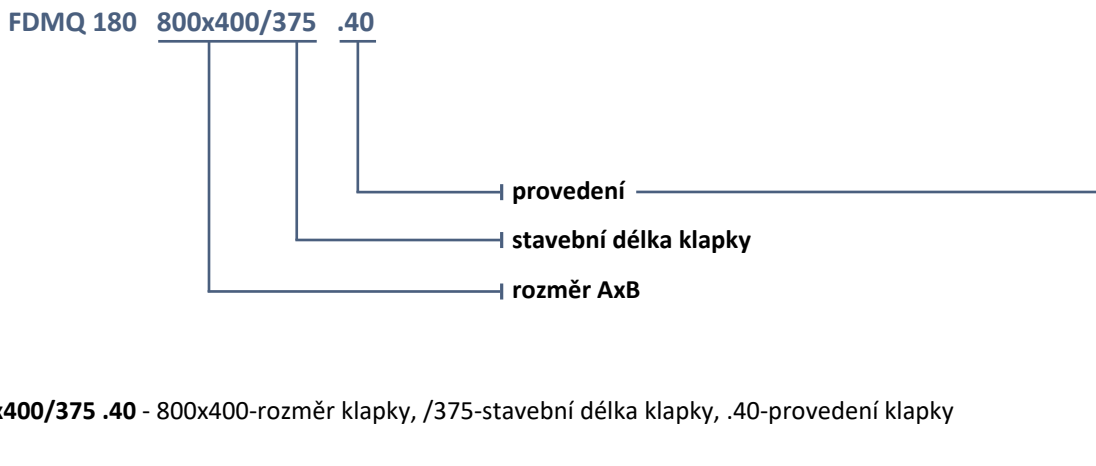 FDMQ 180 800x400/375 .40
provedení
stavební délka klapky
rozměr AxB
x400/375 .40 - 800x400-rozměr klapky, /375-stavební délka klapky, .40-provedení klapky